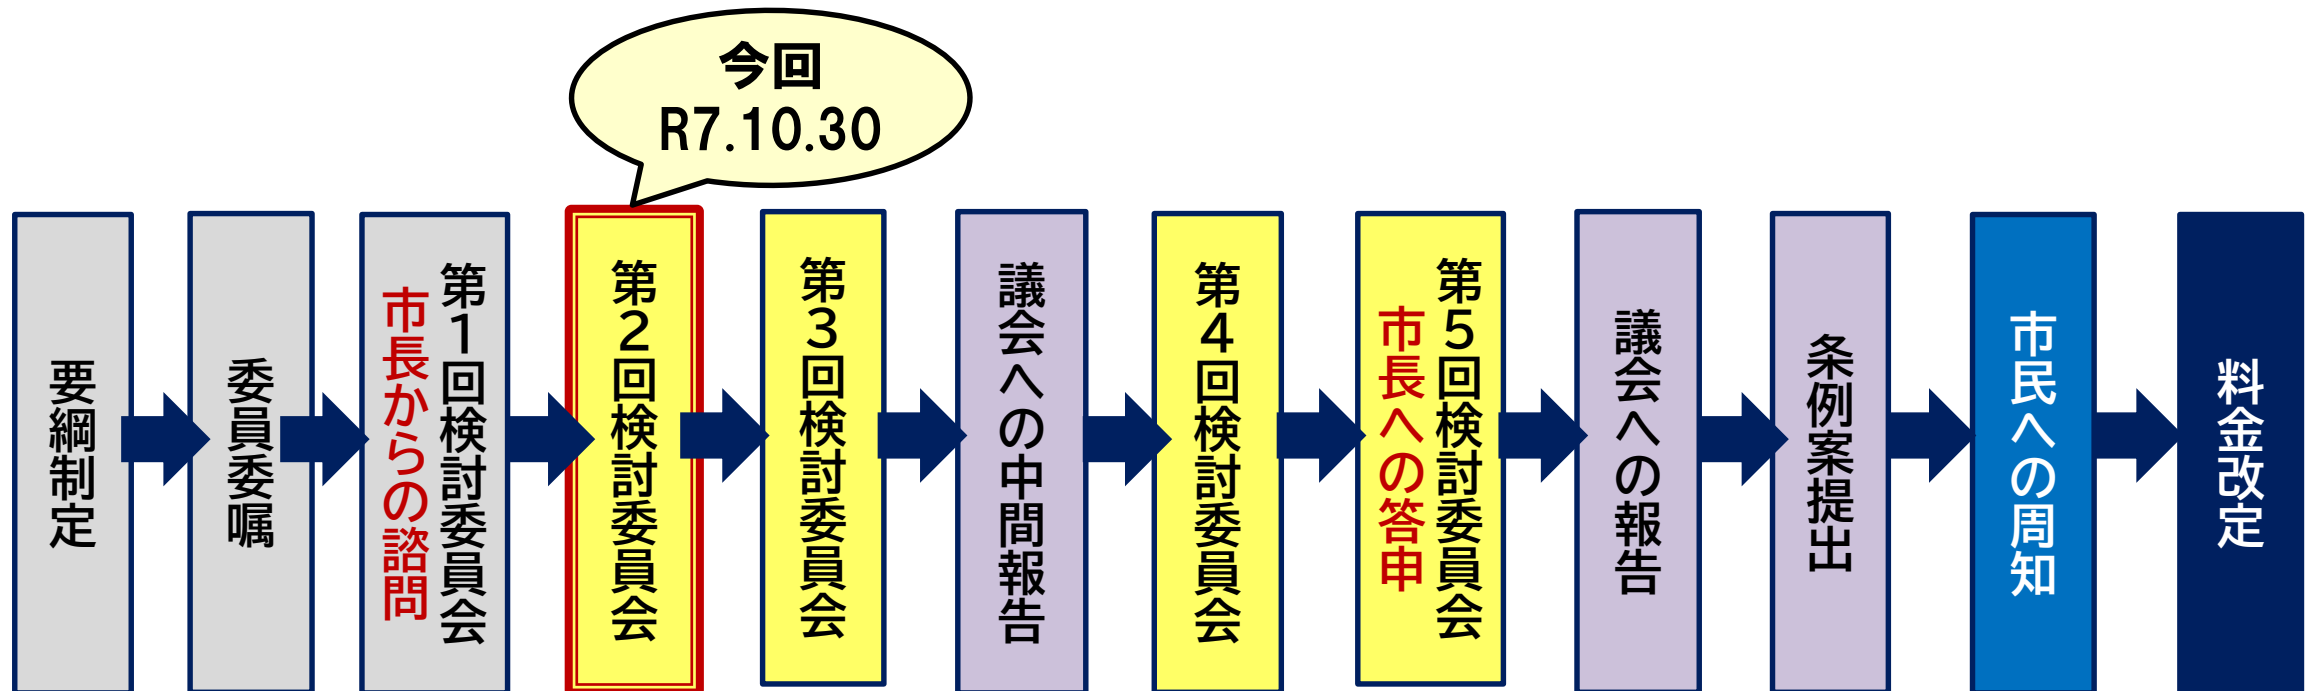 今回
R7.10.30
要綱制定
委員委嘱
第1回検討委員会
市長からの諮問
第2回検討委員会
第3回検討委員会
議会への中間報告
第4回検討委員会
第5回検討委員会
市長への答申
議会への報告
条例案提出
市民への周知
料金改定